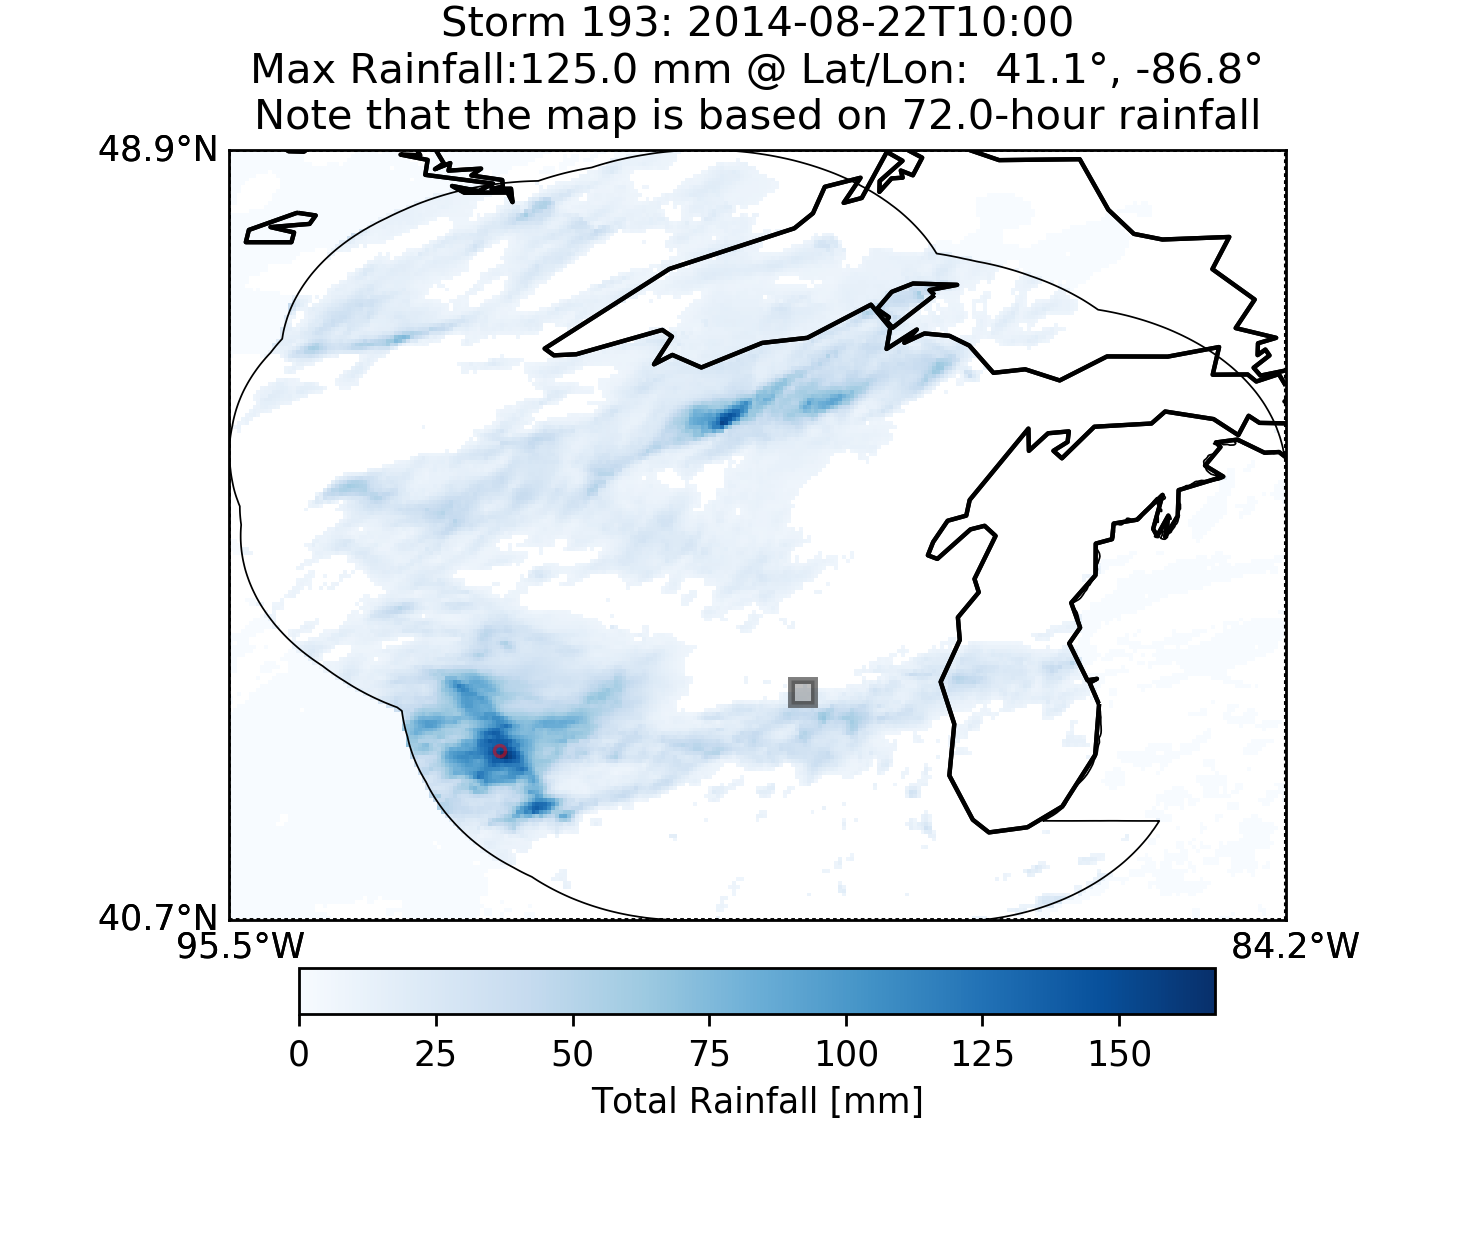 Storm 193: 2014-08-22T10:00
Max Rainfall:125.0 mm @ Lat/Lon:  41.1°, -86.8°
Note that the map is based on 72.0-hour rainfall
48.9°N
40.7°N
95.5°W 84.2°W
0 25 50 75 100 125 150
Total Rainfall [mm]